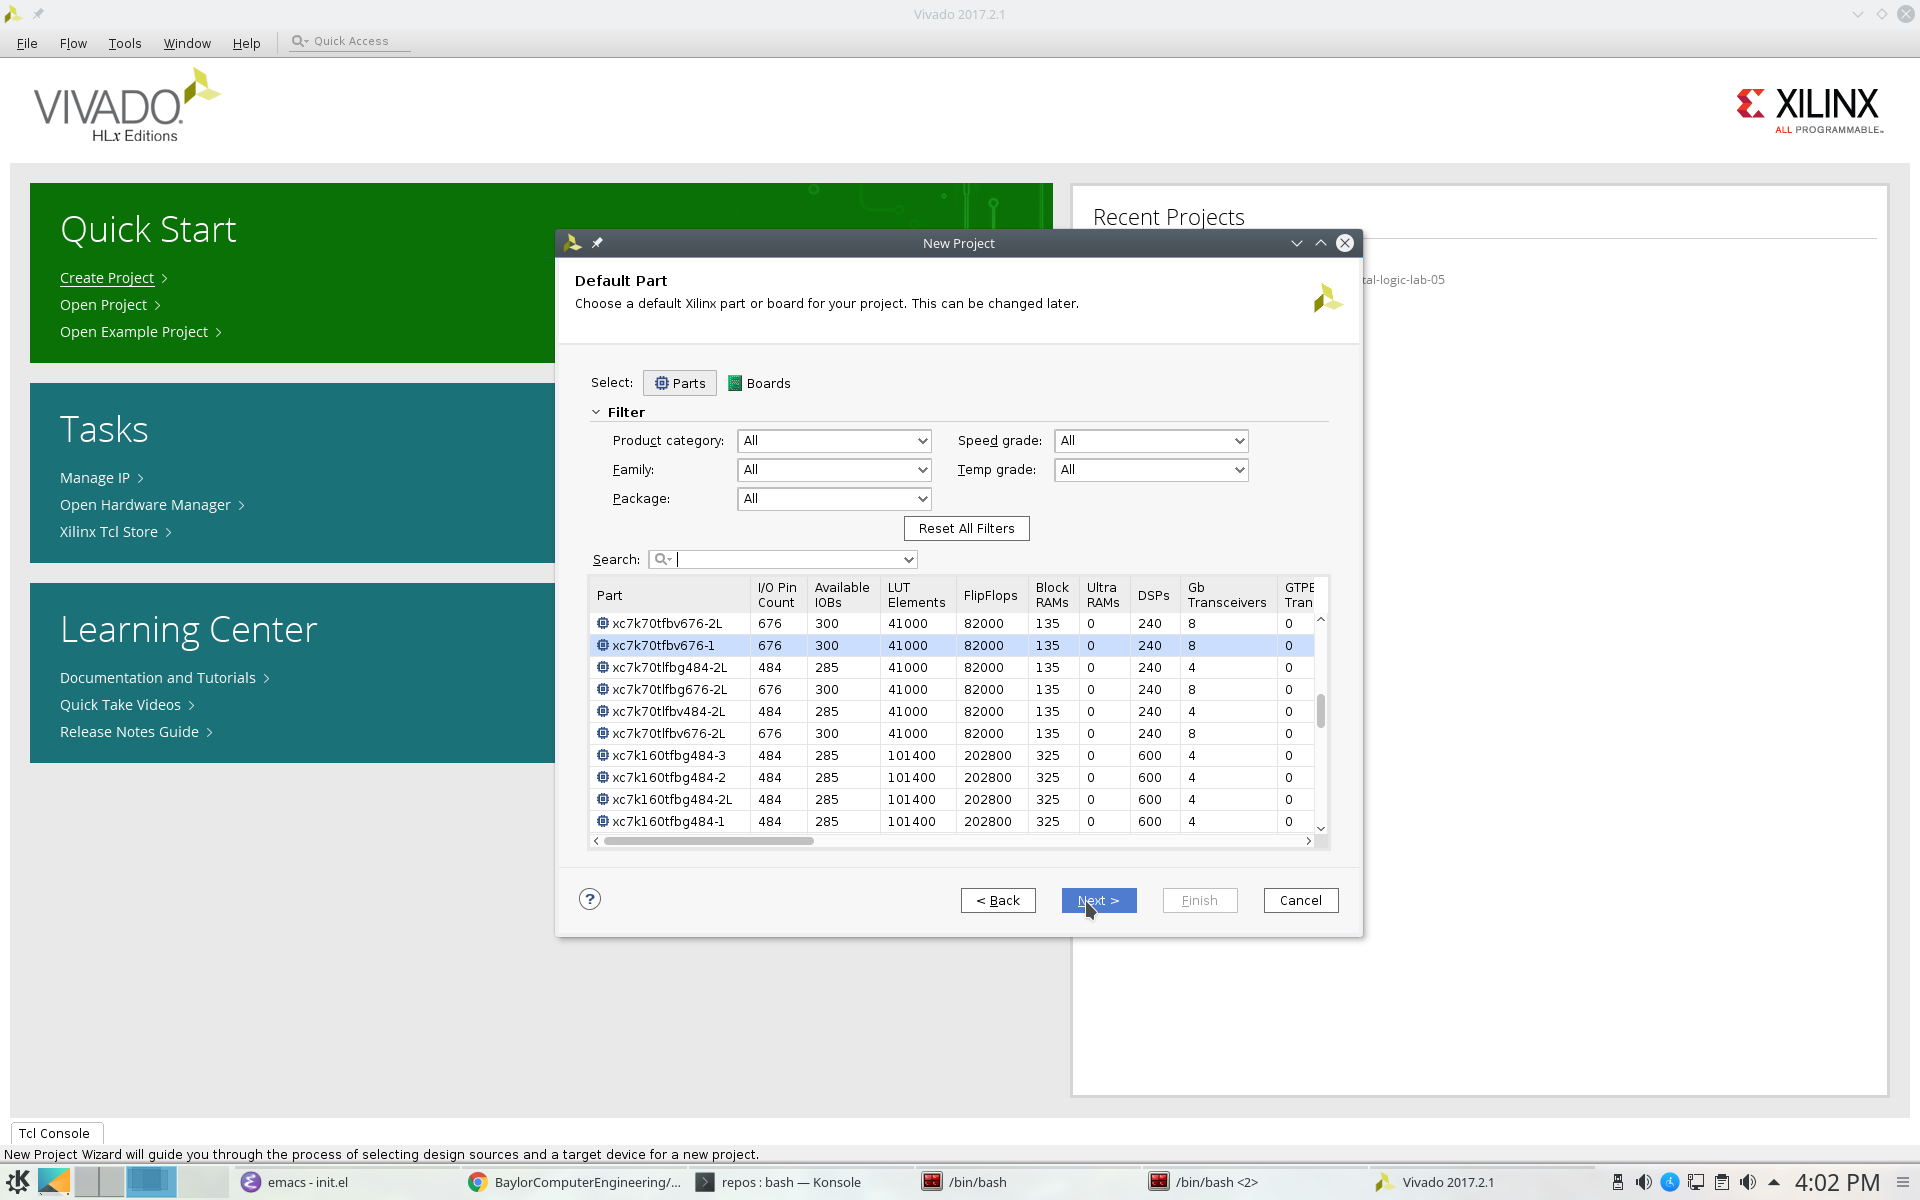 Vivado 2017.2.1
File Flow Tools Window Help Quick Access
VIVADO
HLx Editions
XILINX
ALL PROGRAMMABLE
Quick Start
Create Project
Open Project
Open Example Project
Tasks
Manage IP
Open Hardware Manager
Xilinx Tcl Store
Learning Center
Documentation and Tutorials
Quick Take Videos
Release Notes Guide
Recent Projects
tal-logic-lab-05
New Project
Default Part
Choose a default Xilinx part or board for your project. This can be changed later.
Select: Parts Boards
Filter
Product category: All Speed grade: All
Family: All Temp grade: All
Package: All
Reset All Filters
Search:
Part I/O Pin Count Available IOBs LUT Elements FlipFlops Block RAMs Ultra RAMs DSPs Gb Transceivers GTPE Tran
xc7k70tfbv676-2L 676 300 41000 82000 135 0 240 8 0
xc7k70tfbv676-1 676 300 41000 82000 135 0 240 8 0
xc7k70tlfbg484-2L 484 285 41000 82000 135 0 240 4 0
xc7k70tlfbg676-2L 676 300 41000 82000 135 0 240 8 0
xc7k70tlfbv484-2L 484 285 41000 82000 135 0 240 4 0
xc7k70tlfbv676-2L 676 300 41000 82000 135 0 240 8 0
xc7k160tfbg484-3 484 285 101400 202800 325 0 600 4 0
xc7k160tfbg484-2 484 285 101400 202800 325 0 600 4 0
xc7k160tfbg484-2L 484 285 101400 202800 325 0 600 4 0
xc7k160tfbg484-1 484 285 101400 202800 325 0 600 4 0
? < Back Next > Finish Cancel
Tcl Console
New Project Wizard will guide you through the process of selecting design sources and a target device for a new project.
emacs - init.el BaylorComputerEngineering/... repos : bash — Konsole /bin/bash /bin/bash <2> Vivado 2017.2.1 4:02 PM